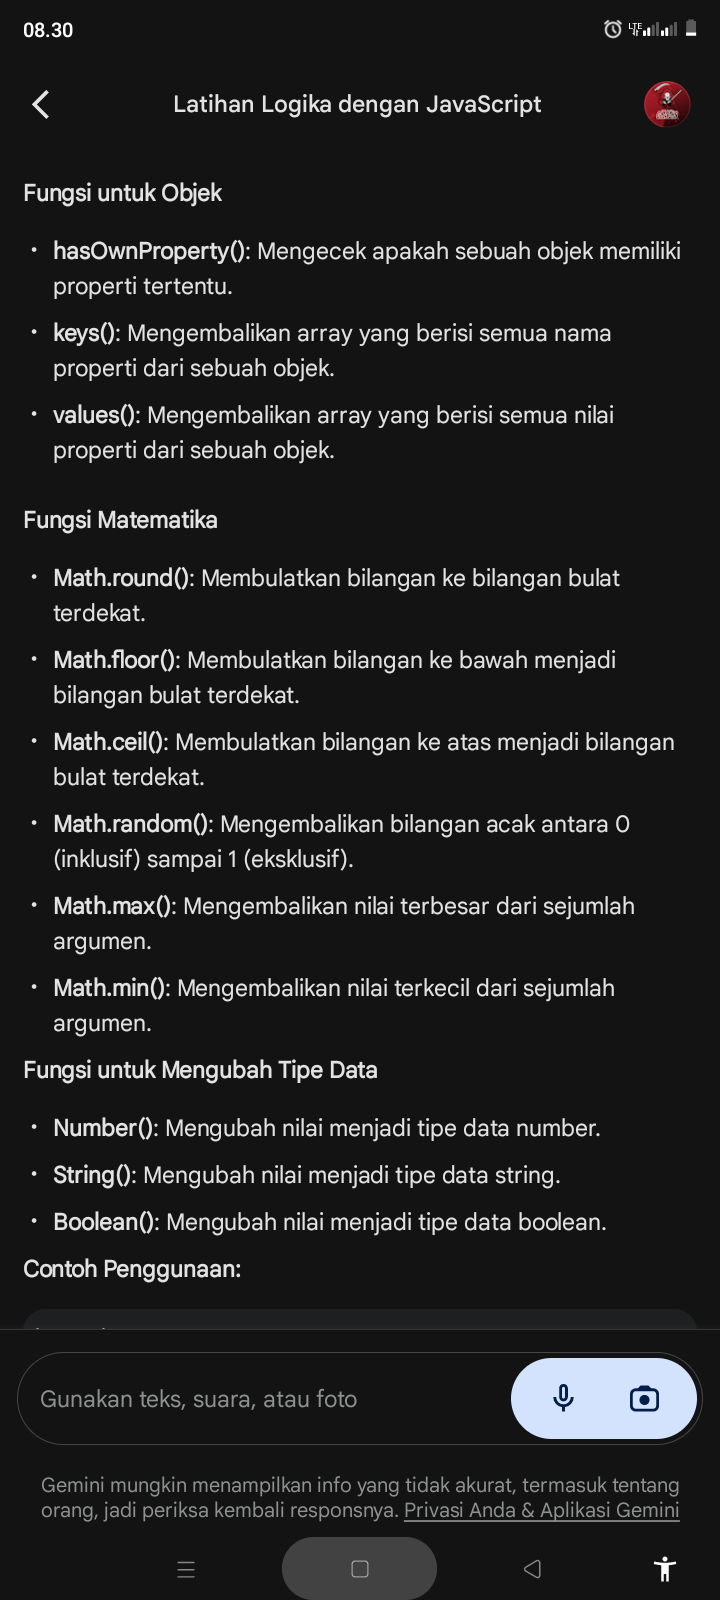 08.30
LTE
Latihan Logika dengan JavaScript
Fungsi untuk Objek
• hasOwnProperty(): Mengecek apakah sebuah objek memiliki
properti tertentu.
• keys(): Mengembalikan array yang berisi semua nama
properti dari sebuah objek.
• values(): Mengembalikan array yang berisi semua nilai
properti dari sebuah objek.
Fungsi Matematika
• Math.round(): Membulatkan bilangan ke bilangan bulat
terdekat.
• Math.floor(): Membulatkan bilangan ke bawah menjadi
bilangan bulat terdekat.
• Math.ceil(): Membulatkan bilangan ke atas menjadi bilangan
bulat terdekat.
• Math.random(): Mengembalikan bilangan acak antara 0
(inklusif) sampai 1 (eksklusif).
• Math.max(): Mengembalikan nilai terbesar dari sejumlah
argumen.
• Math.min(): Mengembalikan nilai terkecil dari sejumlah
argumen.
Fungsi untuk Mengubah Tipe Data
• Number(): Mengubah nilai menjadi tipe data number.
• String(): Mengubah nilai menjadi tipe data string.
• Boolean(): Mengubah nilai menjadi tipe data boolean.
Contoh Penggunaan:
Gunakan teks, suara, atau foto
Gemini mungkin menampilkan info yang tidak akurat, termasuk tentang
orang, jadi periksa kembali responsnya. Privasi Anda & Aplikasi Gemini